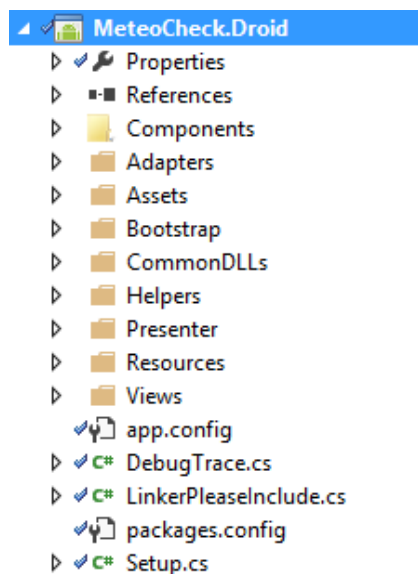 MeteoCheck.Droid
Properties
References
Components
Adapters
Assets
Bootstrap
CommonDLLs
Helpers
Presenter
Resources
Views
app.config
C# DebugTrace.cs
C# LinkerPleaseInclude.cs
packages.config
C# Setup.cs